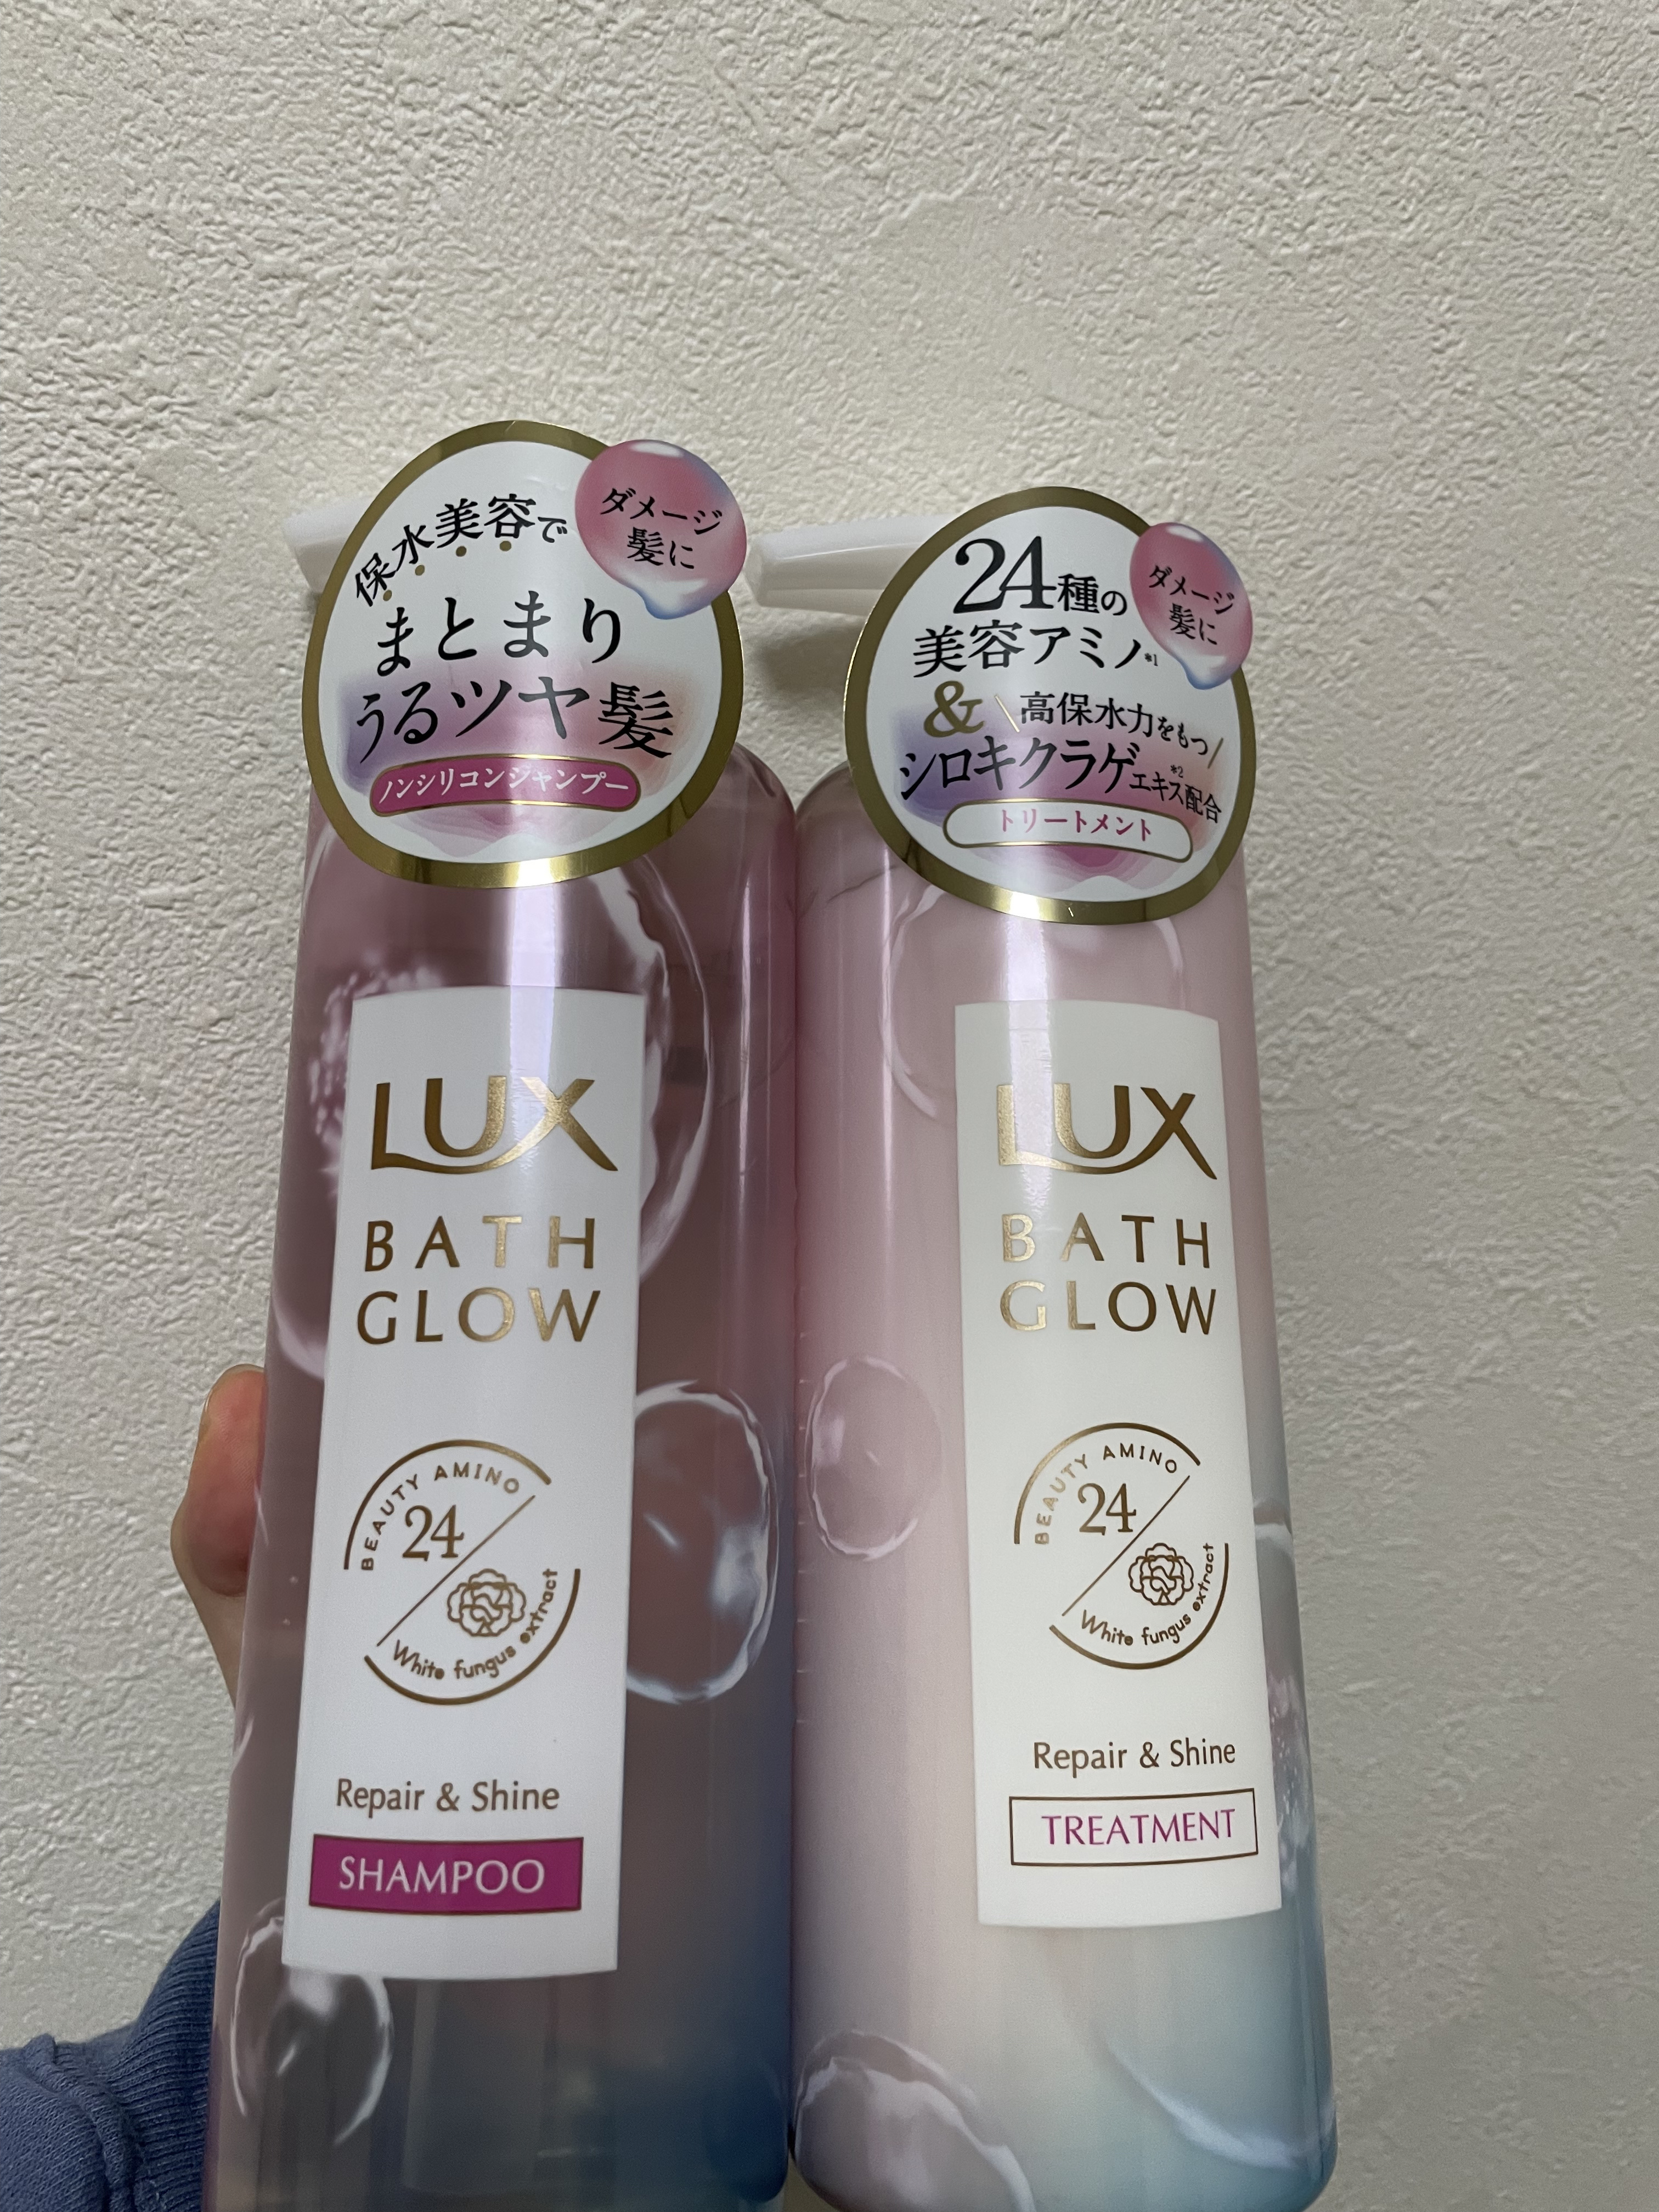 保水美容で
ダメージ
髪に
まとまり
うるツヤ髪
ノンシリコンシャンプー
LUX
BATH
GLOW
BEAUTY AMINO
24
White fungus extract
Repair & Shine
SHAMPOO
24種の
ダメージ
髪に
美容アミノ*1
& \高保水力をもつ/
シロキクラゲエキス*2配合
トリートメント
LUX
BATH
GLOW
BEAUTY AMINO
24
White fungus extract
Repair & Shine
TREATMENT